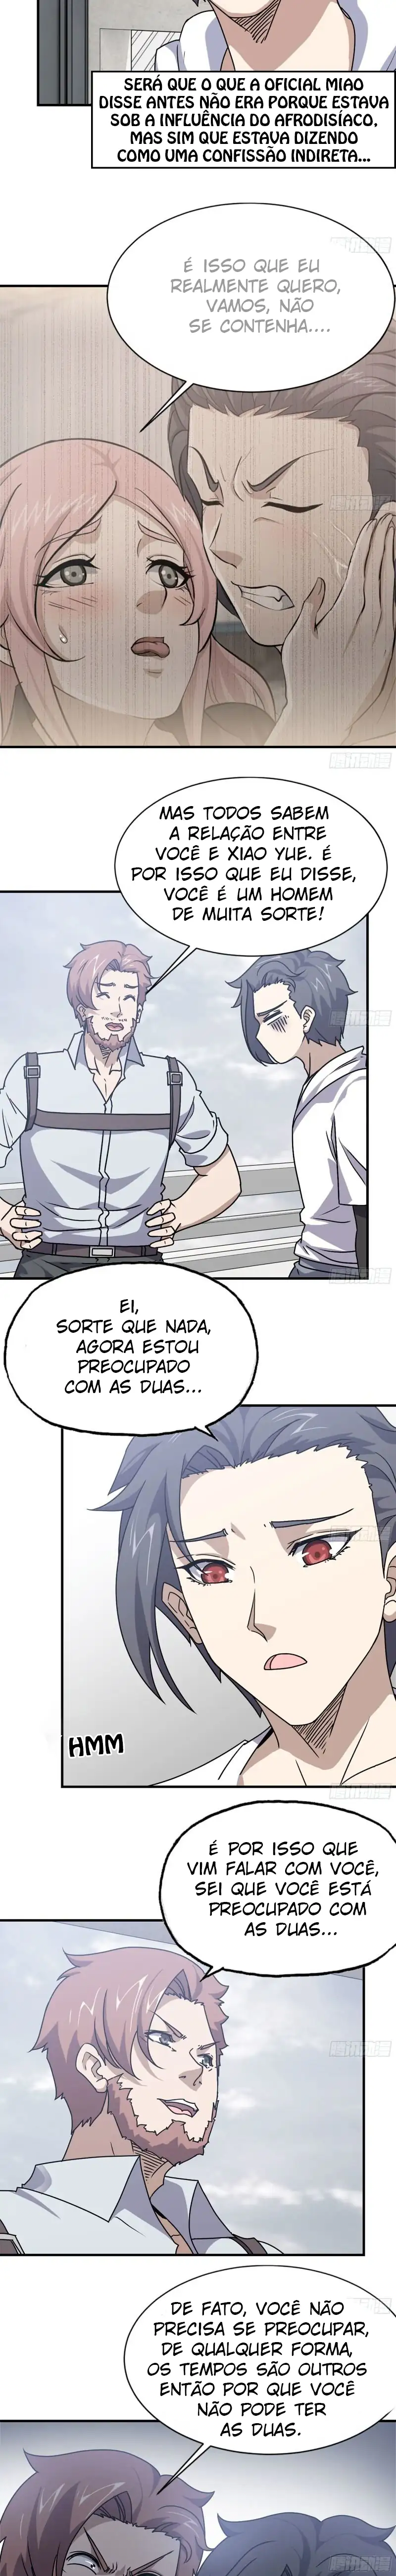 SERÁ QUE O QUE A OFICIAL MIAO
DISSE ANTES NÃO ERA PORQUE ESTAVA
SOB A INFLUÊNCIA DO AFRODISÍACO,
MAS SIM QUE ESTAVA DIZENDO
COMO UMA CONFISSÃO INDIRETA...
É ISSO QUE EU
REALMENTE QUERO,
VAMOS, NÃO
SE CONTENHA....
MAS TODOS SABEM
A RELAÇÃO ENTRE
VOCÊ E XIAO YUE. É
POR ISSO QUE EU DISSE,
VOCÊ É UM HOMEM
DE MUITA SORTE!
EI,
SORTE QUE NADA,
AGORA ESTOU
PREOCUPADO
COM AS DUAS...
HMM
É POR ISSO QUE
VIM FALAR COM VOCÊ,
SEI QUE VOCÊ ESTÁ
PREOCUPADO COM
AS DUAS...
DE FATO, VOCÊ NÃO
PRECISA SE PREOCUPAR,
DE QUALQUER FORMA,
OS TEMPOS SÃO OUTROS
ENTÃO POR QUE VOCÊ
NÃO PODE TER
AS DUAS.